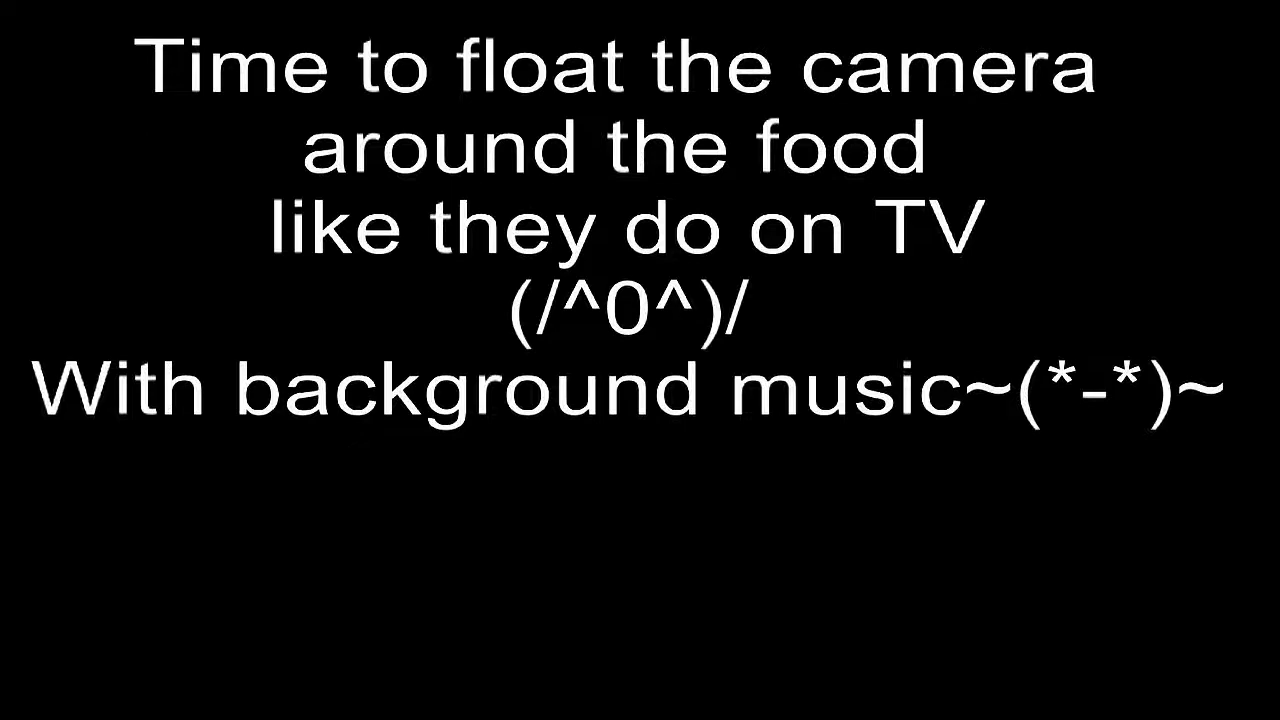 Time to float the camera
around the food
like they do on TV
(/^0^)/
With background music~(*-*)~